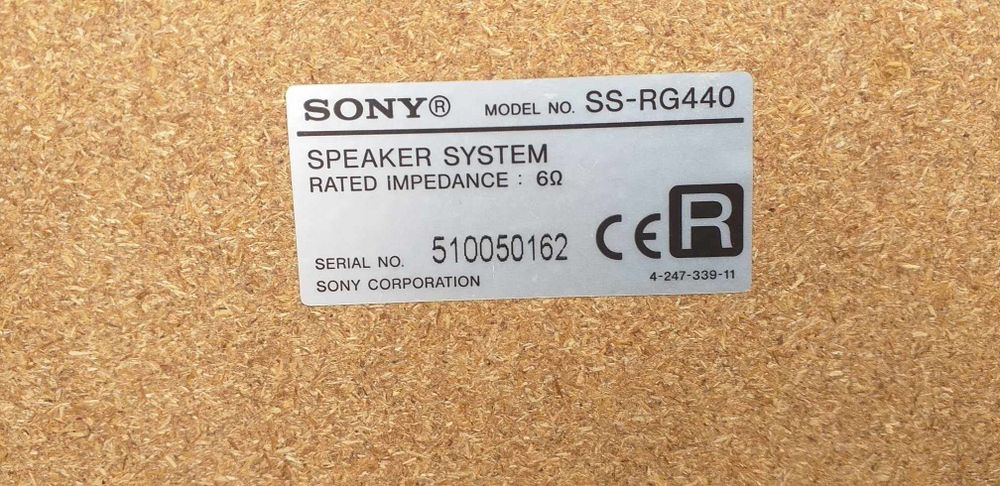 SONY® MODEL NO. SS-RG440
SPEAKER SYSTEM
RATED IMPEDANCE : 6Ω
CE R
SERIAL NO. 510050162
4-247-339-11
SONY CORPORATION